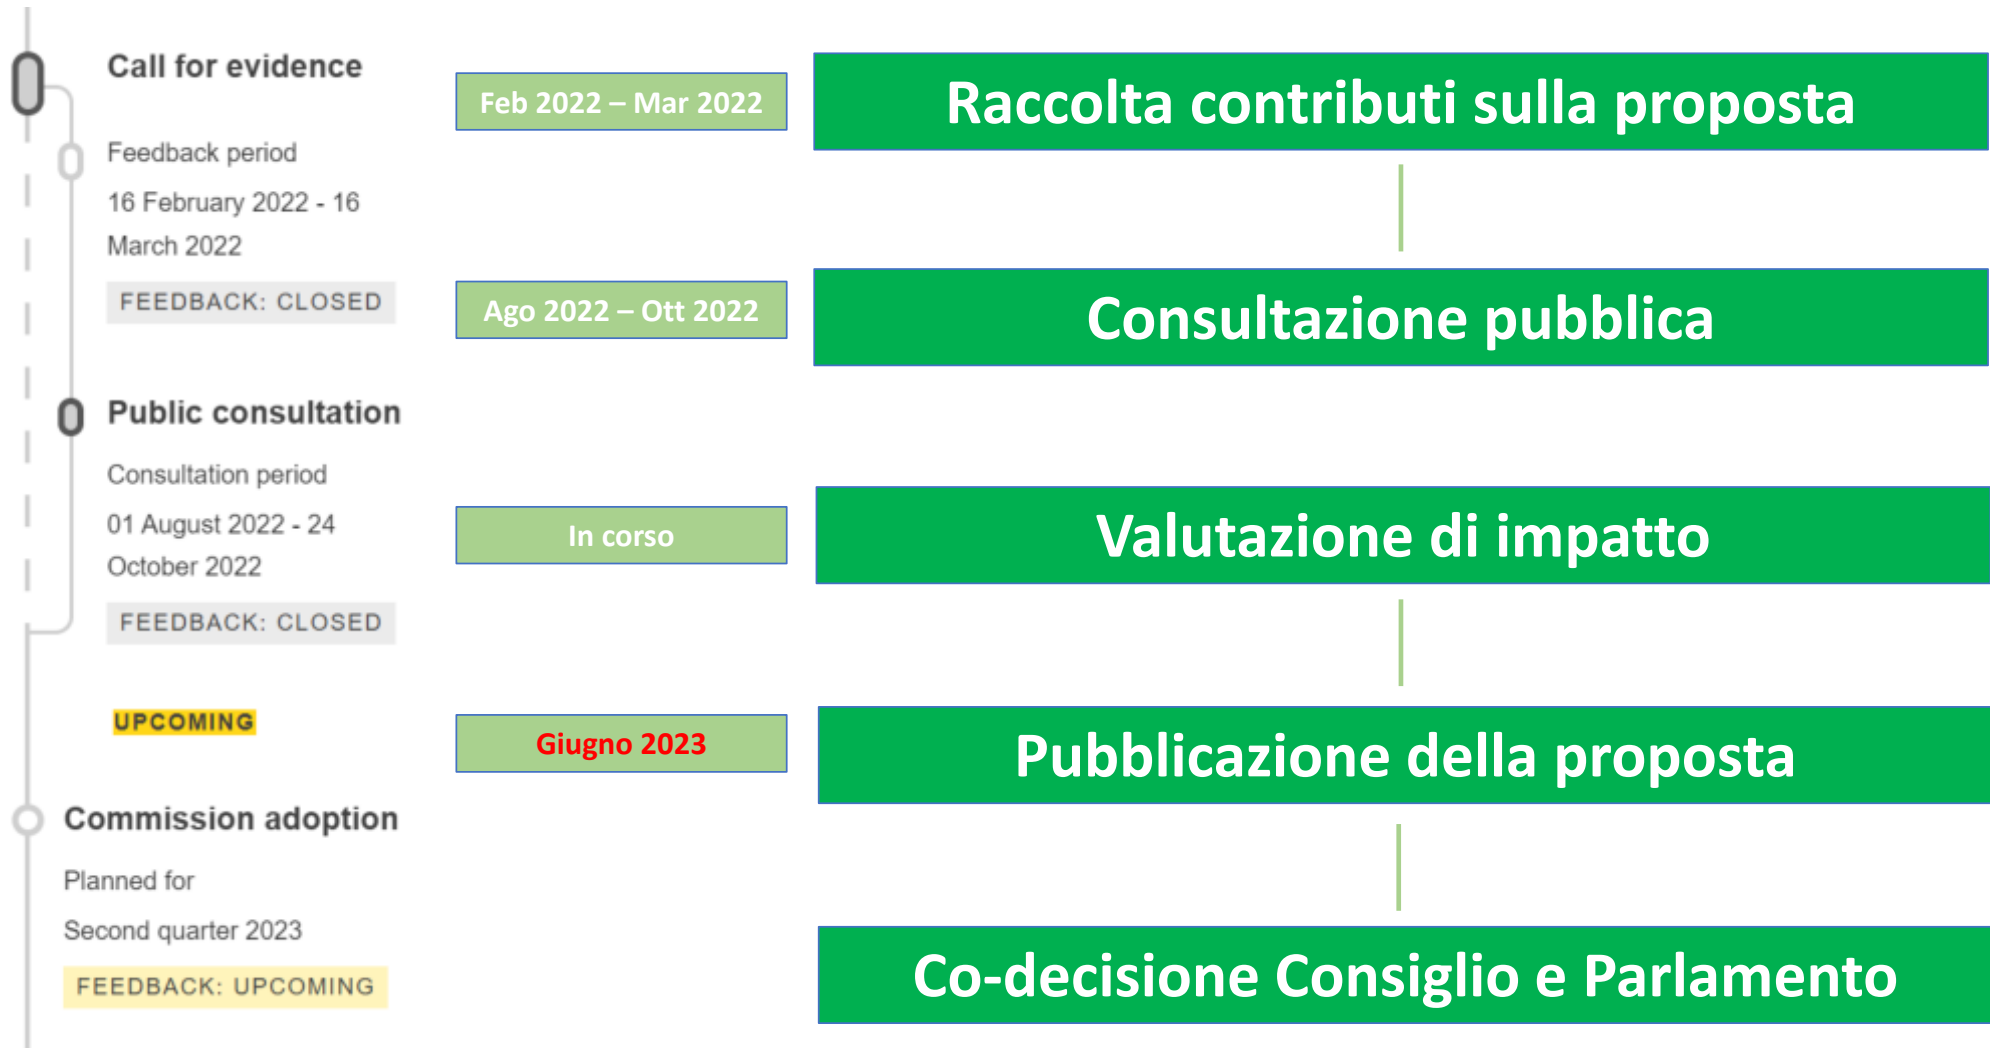 Call for evidence
Feedback period
16 February 2022 - 16
March 2022
FEEDBACK: CLOSED
Public consultation
Consultation period
01 August 2022 - 24
October 2022
FEEDBACK: CLOSED
UPCOMING
Commission adoption
Planned for
Second quarter 2023
FEEDBACK: UPCOMING
Feb 2022 – Mar 2022
Raccolta contributi sulla proposta
Ago 2022 – Ott 2022
Consultazione pubblica
In corso
Valutazione di impatto
Giugno 2023
Pubblicazione della proposta
Co-decisione Consiglio e Parlamento